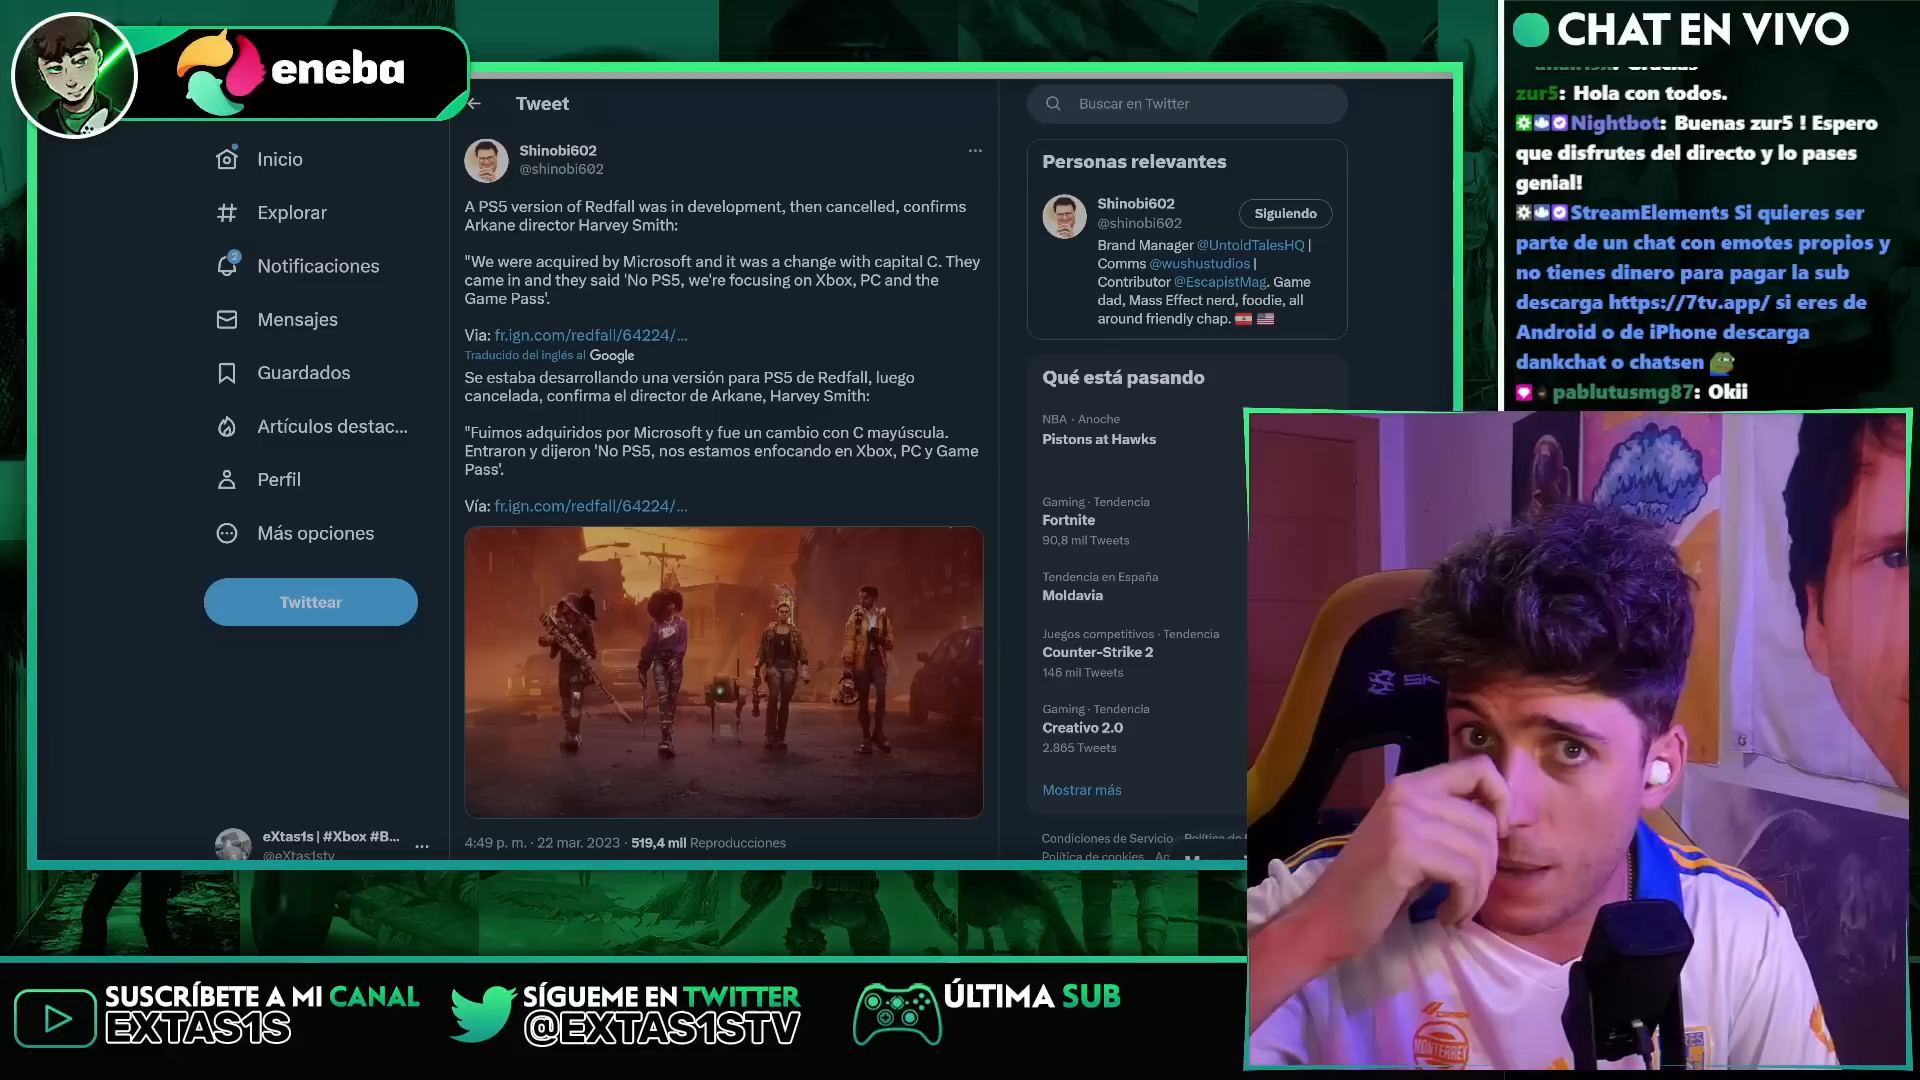 eneba
Tweet
Buscar en Twitter
Inicio
Explorar
2
Notificaciones
Mensajes
Guardados
Artículos destac...
Perfil
Más opciones
Twittear
eXtas1s | #Xbox #B...
@eXtas1stv
Shinobi602
@shinobi602
A PS5 version of Redfall was in development, then cancelled, confirms
Arkane director Harvey Smith:
"We were acquired by Microsoft and it was a change with capital C. They
came in and they said 'No PS5, we're focusing on Xbox, PC and the
Game Pass'.
Via: fr.ign.com/redfall/64224/...
Traducido del inglés al Google
Se estaba desarrollando una versión para PS5 de Redfall, luego
cancelada, confirma el director de Arkane, Harvey Smith:
"Fuimos adquiridos por Microsoft y fue un cambio con C mayúscula.
Entraron y dijeron 'No PS5, nos estamos enfocando en Xbox, PC y Game
Pass'.
Vía: fr.ign.com/redfall/64224/...
4:49 p. m. · 22 mar. 2023 · 519,4 mil Reproducciones
Personas relevantes
Shinobi602
@shinobi602
Siguiendo
Brand Manager @UntoldTalesHQ |
Comms @wushustudios |
Contributor @EscapistMag. Game
dad, Mass Effect nerd, foodie, all
around friendly chap.
Qué está pasando
NBA · Anoche
Pistons at Hawks
Gaming · Tendencia
Fortnite
90,8 mil Tweets
Tendencia en España
Moldavia
Juegos competitivos · Tendencia
Counter-Strike 2
146 mil Tweets
Gaming · Tendencia
Creativo 2.0
2.865 Tweets
Mostrar más
Condiciones de Servicio
Política de cookies
CHAT EN VIVO
Gracias
zur5: Hola con todos.
Nightbot: Buenas zur5 ! Espero
que disfrutes del directo y lo pases
genial!
StreamElements Si quieres ser
parte de un chat con emotes propios y
no tienes dinero para pagar la sub
descarga https://7tv.app/ si eres de
Android o de iPhone descarga
dankchat o chatsen
pablutusmg87: Okii
SK
MONTERREY
SUSCRÍBETE A MI CANAL
EXTAS1S
SÍGUEME EN TWITTER
@EXTAS1STV
ÚLTIMA SUB